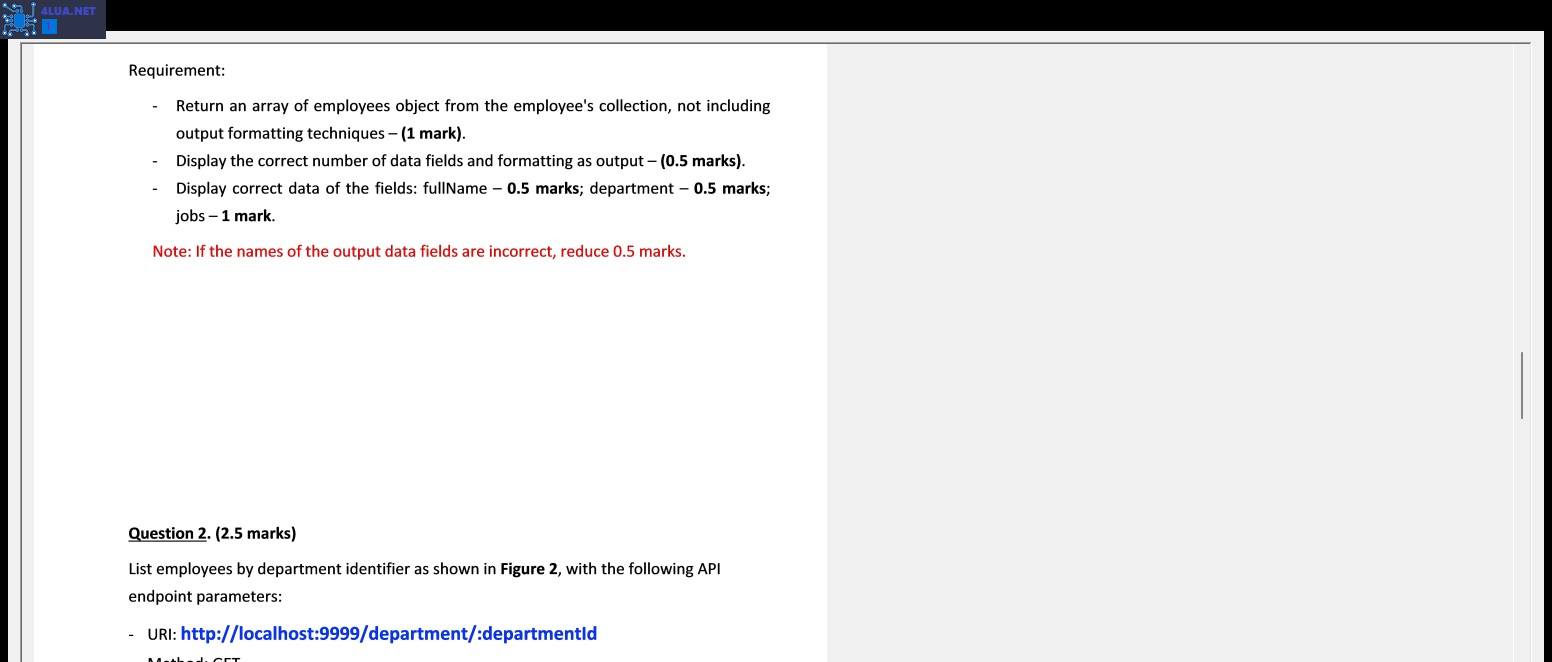 4LUA.NET
1
Requirement:
- Return an array of employees object from the employee's collection, not including
output formatting techniques – (1 mark).
- Display the correct number of data fields and formatting as output – (0.5 marks).
- Display correct data of the fields: fullName – 0.5 marks; department – 0.5 marks;
jobs – 1 mark.
Note: If the names of the output data fields are incorrect, reduce 0.5 marks.
Question 2. (2.5 marks)
List employees by department identifier as shown in Figure 2, with the following API
endpoint parameters:
- URI: http://localhost:9999/department/:departmentId
Method: GET